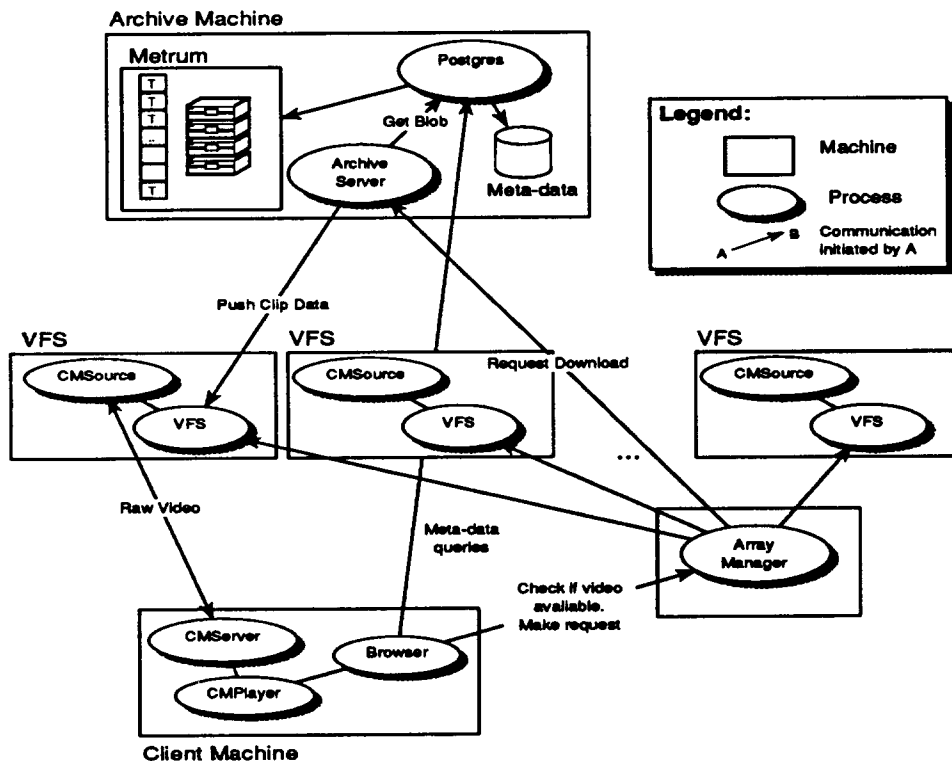 Archive Machine
Metrum
T
T
T
..
T
Postgres
Get Blob
Archive
Server
Meta-data
Legend:
Machine
Process
A
B
Communication
initiated by A
Push Clip Data
VFS
CMSource
VFS
VFS
CMSource
VFS
Request Download
...
VFS
CMSource
VFS
Raw Video
Meta-data
queries
Array
Manager
Check if video
available.
Make request
CMServer
Browser
CMPlayer
Client Machine